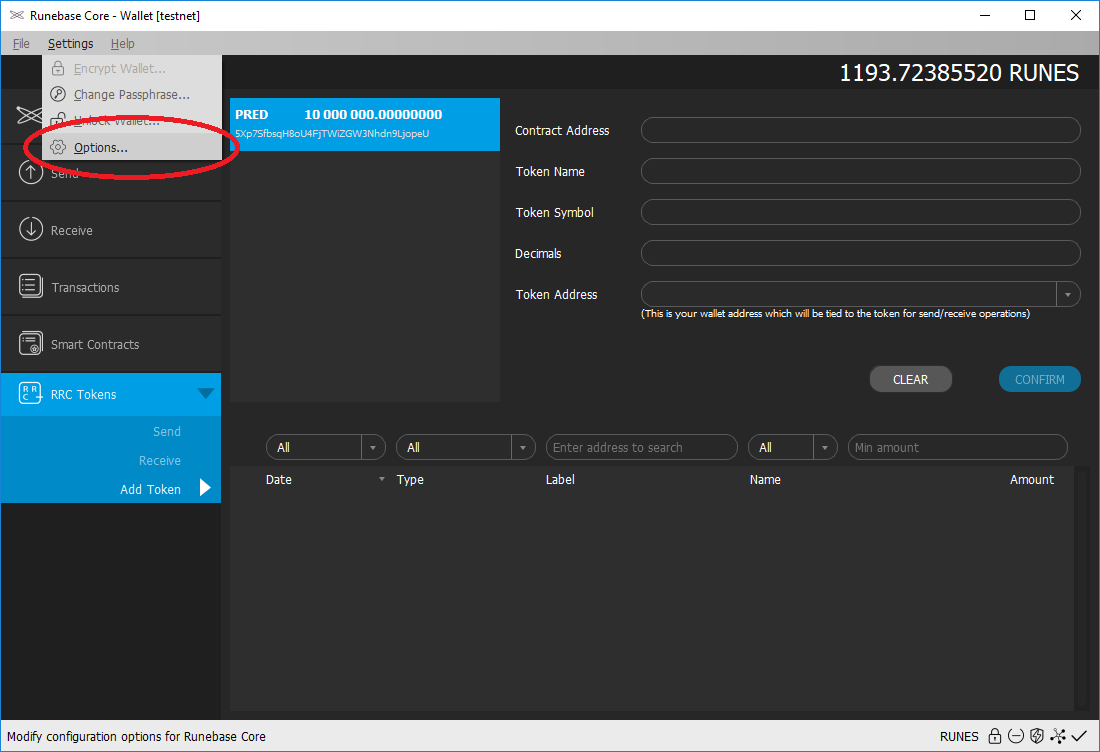 Runebase Core - Wallet [testnet]
File Settings Help
Encrypt Wallet...
Change Passphrase...
Unlock Wallet...
Options...
1193.72385520 RUNES
Send
Receive
Transactions
Smart Contracts
RRC Tokens
Send
Receive
Add Token
PRED 10 000 000.00000000
5Xp7SfbsqH8oU4FjTWiZGW3Nhdn9LjopeU
Contract Address
Token Name
Token Symbol
Decimals
Token Address
(This is your wallet address which will be tied to the token for send/receive operations)
CLEAR CONFIRM
All All Enter address to search All Min amount
Date Type Label Name Amount
Modify configuration options for Runebase Core
RUNES